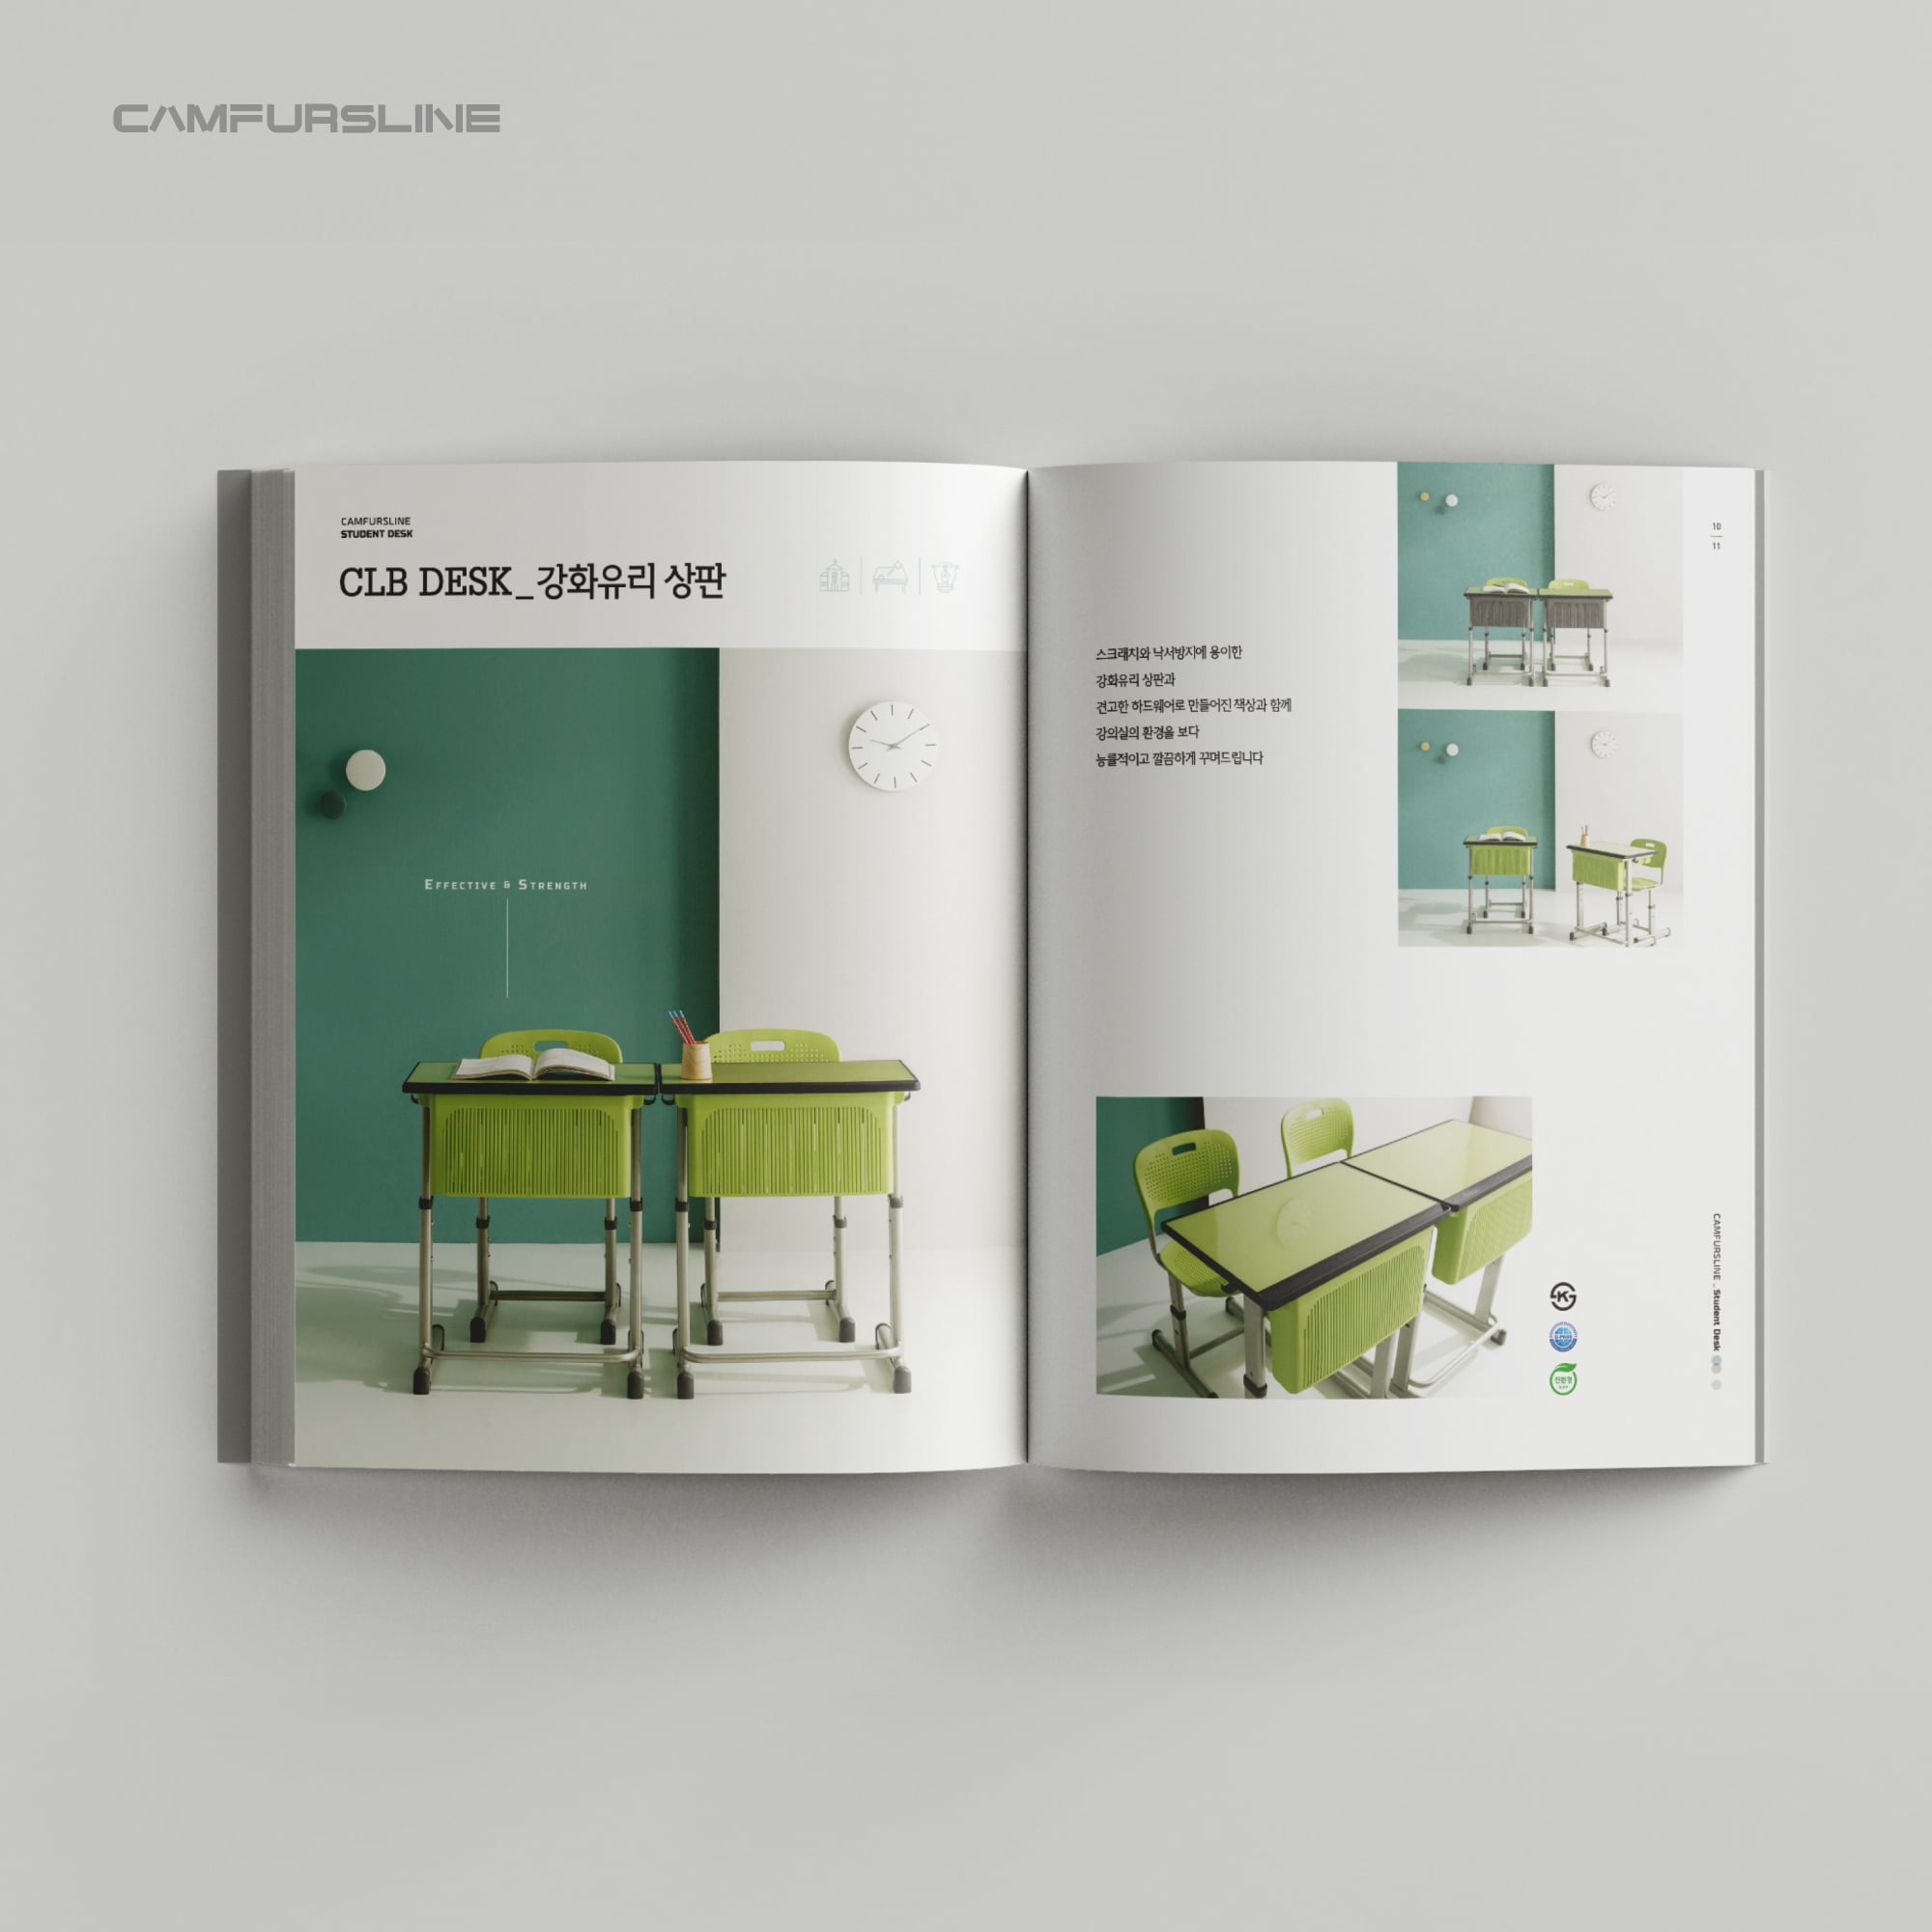 CAMFURSLINE
CAMFURSLINE
STUDENT DESK
CLB DESK_강화유리 상판
EFFECTIVE & STRENGTH
스크래치와 낙서방지에 용이한
강화유리 상판과
견고한 하드웨어로 만들어진 책상과 함께
강의실의 환경을 보다
능률적이고 깔끔하게 꾸며드립니다
10
11
CAMFURSLINE . Student Desk
K
G-PASS
친환경